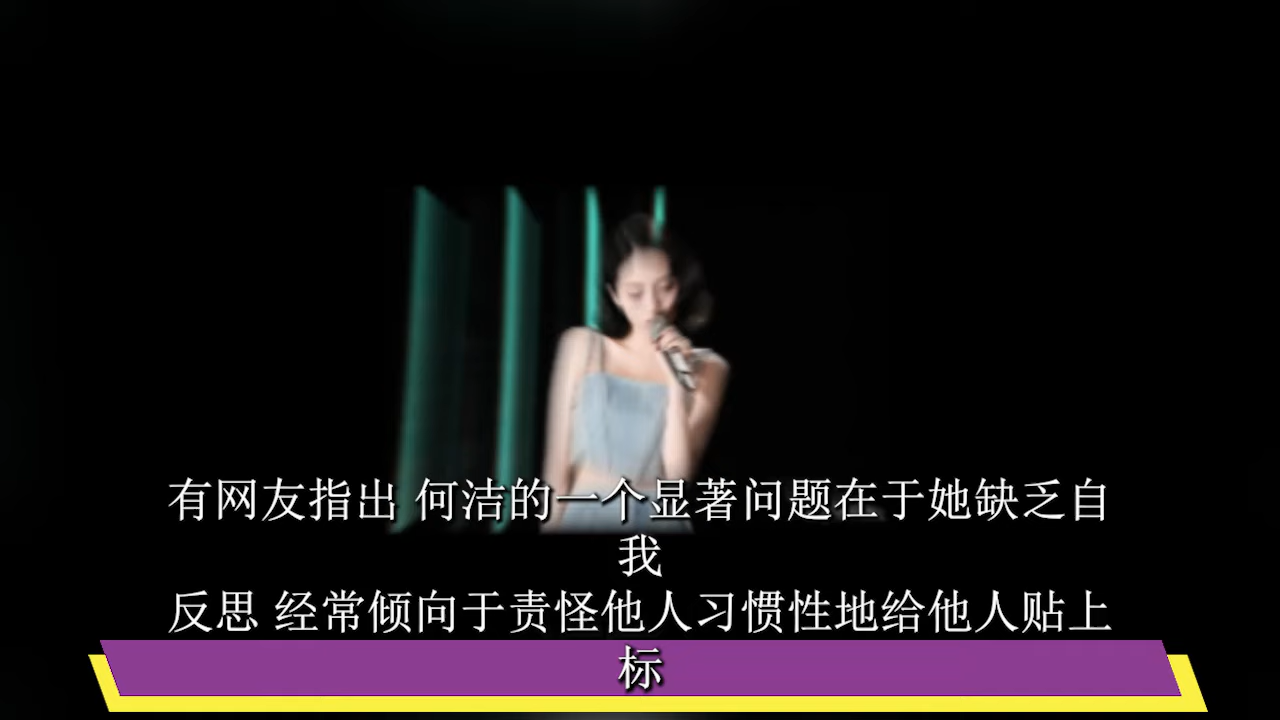 有网友指出 何洁的一个显著问题在于她缺乏自
我
反思 经常倾向于责怪他人习惯性地给他人贴上
标